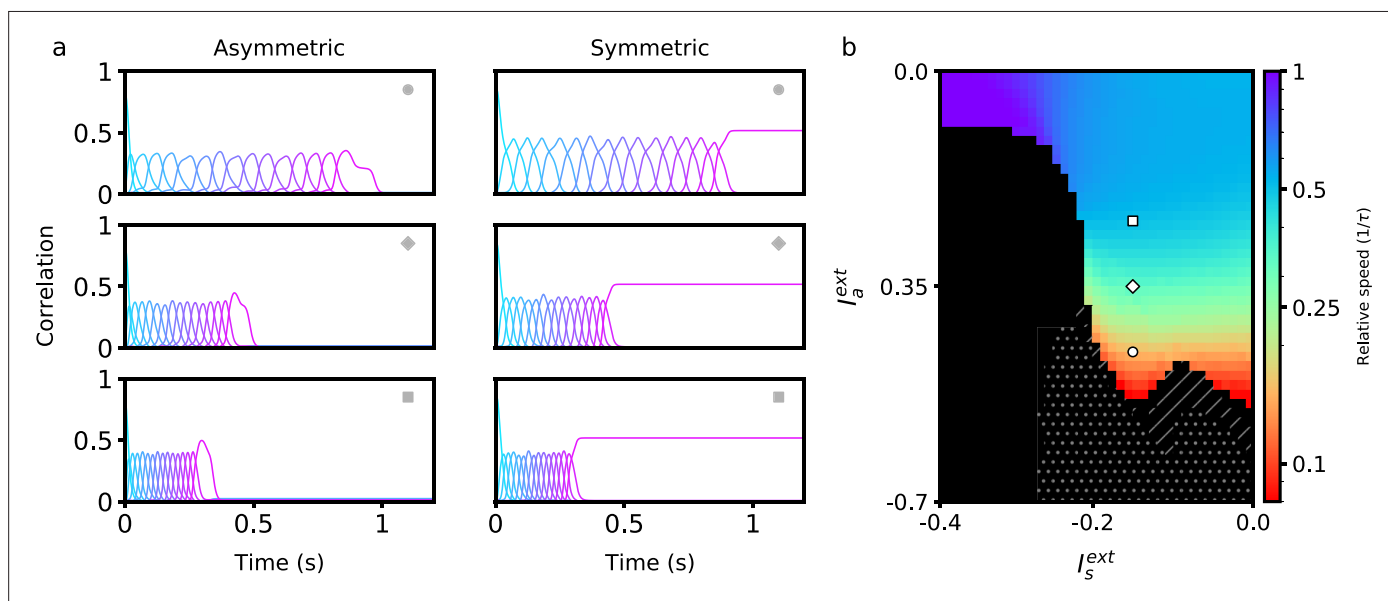 a
Asymmetric
Symmetric
b
1
0.5
0
1
0.5
0
1
0.5
0
Correlation
0
0.5
1
0
0.5
1
Time (s)
Time (s)
0.0
0.35
-0.7
I_a^ext
-0.4
-0.2
0.0
I_s^ext
1
0.5
0.25
0.1
Relative speed (1/τ)